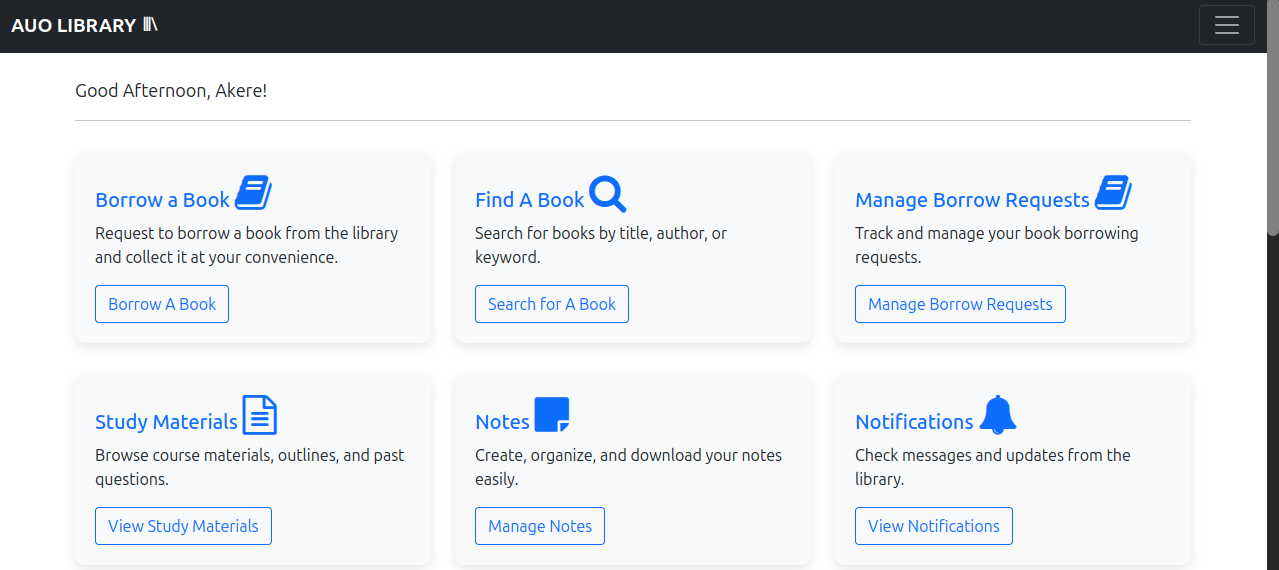 AUO LIBRARY
Good Afternoon, Akere!
Borrow a Book
Request to borrow a book from the library
and collect it at your convenience.
Borrow A Book
Find A Book
Search for books by title, author, or
keyword.
Search for A Book
Manage Borrow Requests
Track and manage your book borrowing
requests.
Manage Borrow Requests
Study Materials
Browse course materials, outlines, and past
questions.
View Study Materials
Notes
Create, organize, and download your notes
easily.
Manage Notes
Notifications
Check messages and updates from the
library.
View Notifications